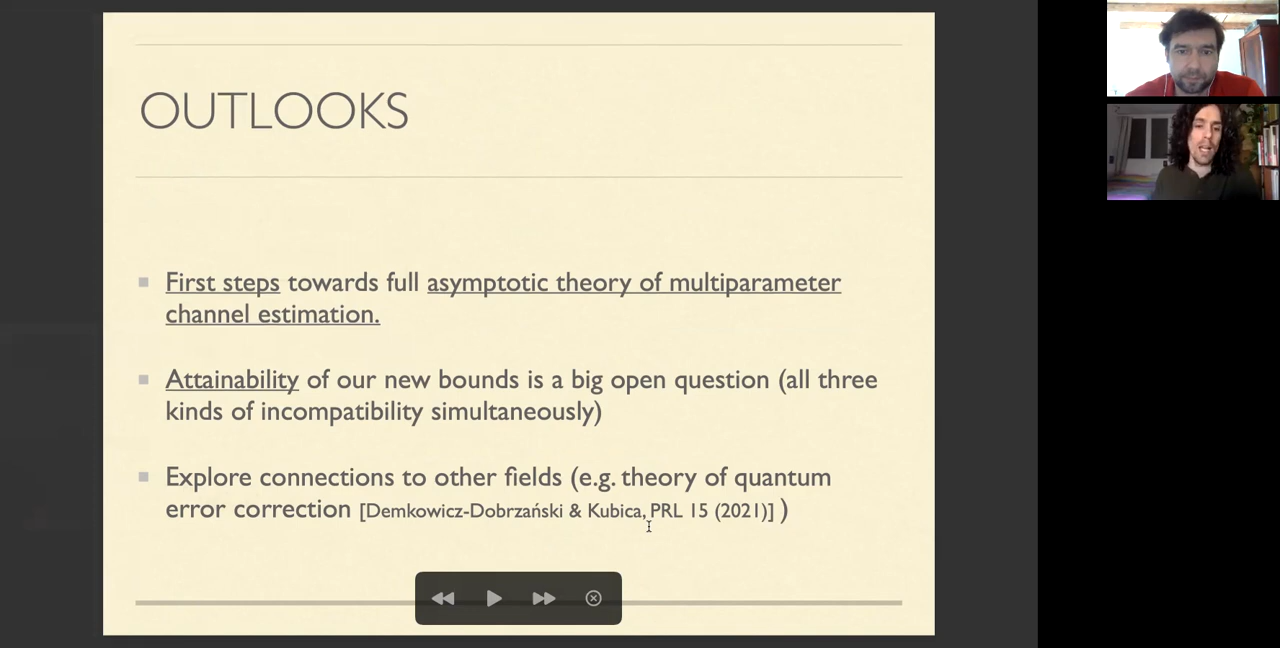 OUTLOOKS
First steps towards full asymptotic theory of multiparameter
channel estimation.
Attainability of our new bounds is a big open question (all three
kinds of incompatibility simultaneously)
Explore connections to other fields (e.g. theory of quantum
error correction [Demkowicz-Dobrzański & Kubica, PRL 15 (2021)] )